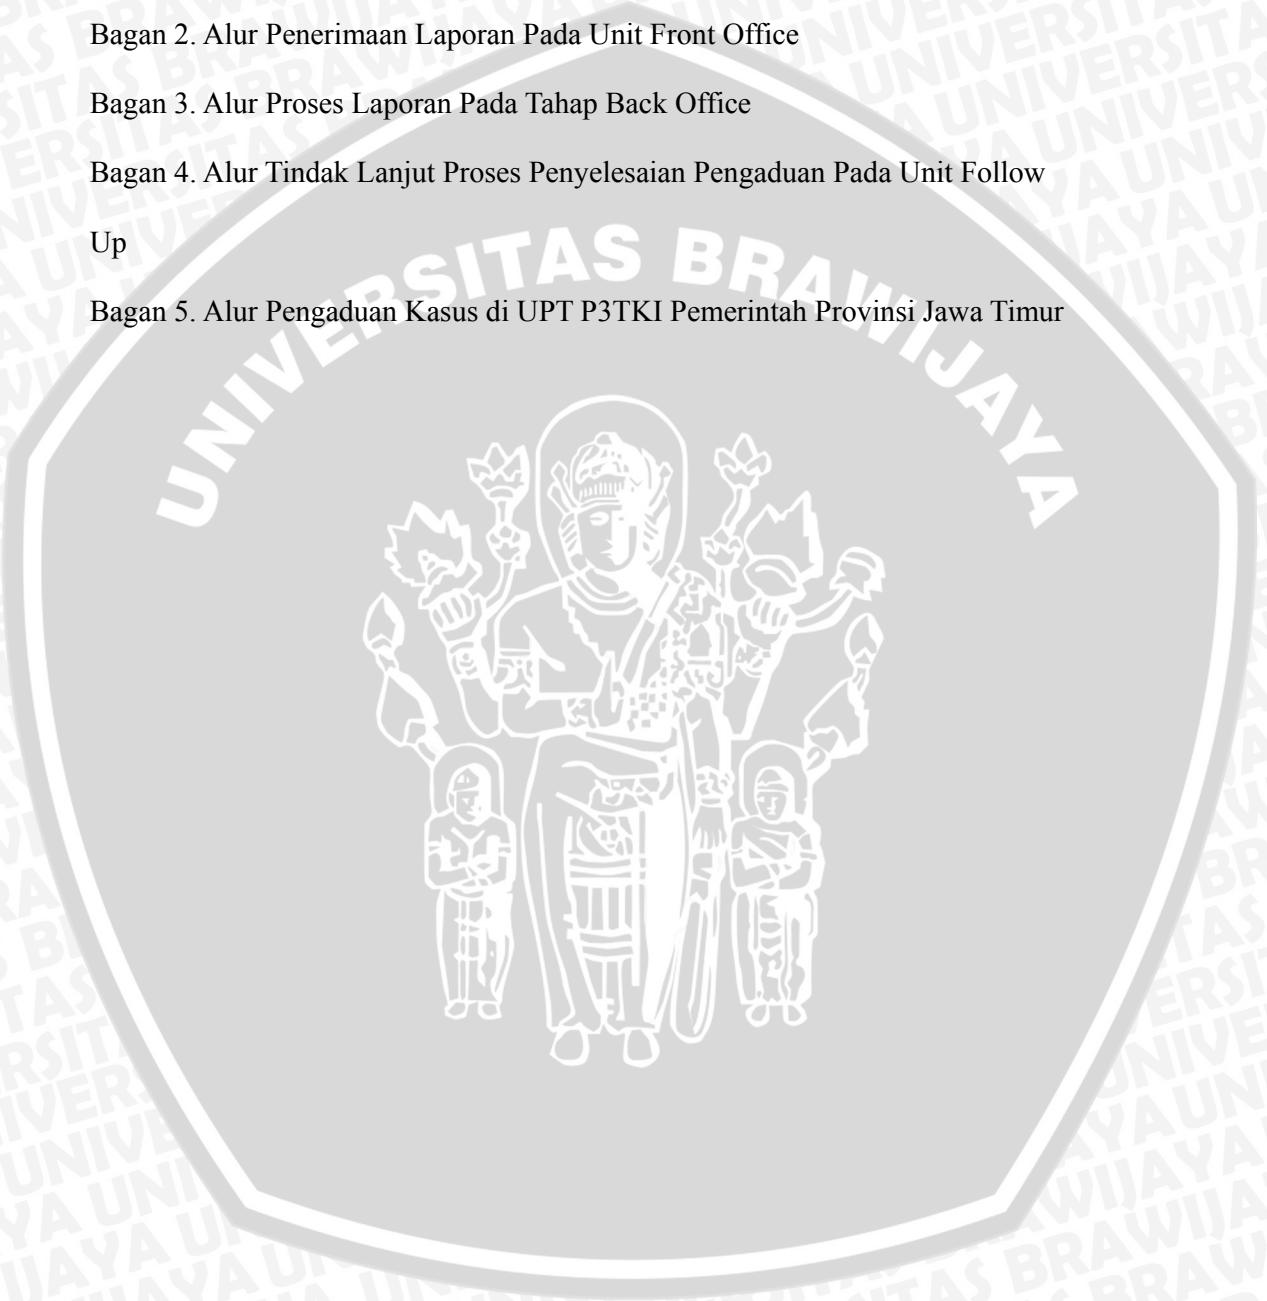 Bagan 2. Alur Penerimaan Laporan Pada Unit Front Office
Bagan 3. Alur Proses Laporan Pada Tahap Back Office
Bagan 4. Alur Tindak Lanjut Proses Penyelesaian Pengaduan Pada Unit Follow
Up
Bagan 5. Alur Pengaduan Kasus di UPT P3TKI Pemerintah Provinsi Jawa Timur
UNIVERSITAS BRAWIJAYA